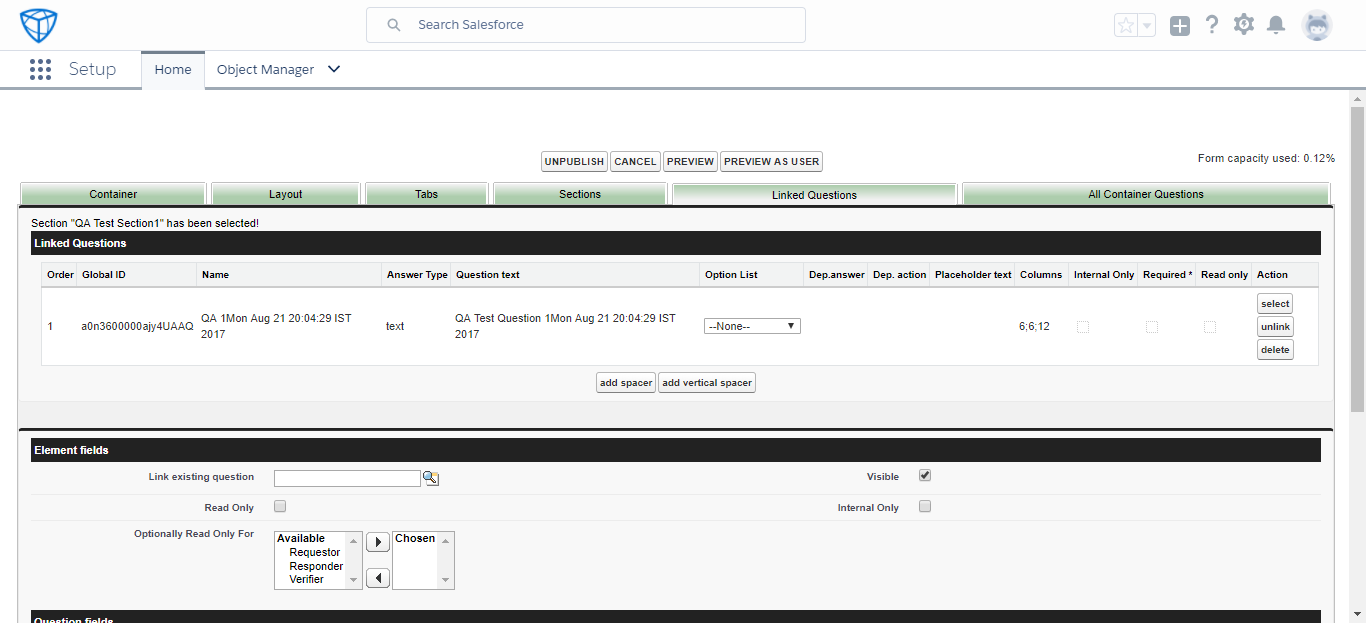 Search Salesforce
Setup
Home
Object Manager
UNPUBLISH CANCEL PREVIEW PREVIEW AS USER
Form capacity used: 0.12%
Container Layout Tabs Sections Linked Questions All Container Questions
Section "QA Test Section1" has been selected!
Linked Questions
Order Global ID Name Answer Type Question text Option List Dep.answer Dep. action Placeholder text Columns Internal Only Required * Read only Action
1 a0n3600000ajy4UAAQ QA 1Mon Aug 21 20:04:29 IST 2017 text QA Test Question 1Mon Aug 21 20:04:29 IST 2017 --None-- 6;6;12
select
unlink
delete
add spacer add vertical spacer
Element fields
Link existing question
Visible
Read Only
Internal Only
Optionally Read Only For
Available
Requestor
Responder
Verifier
Chosen
Question fields